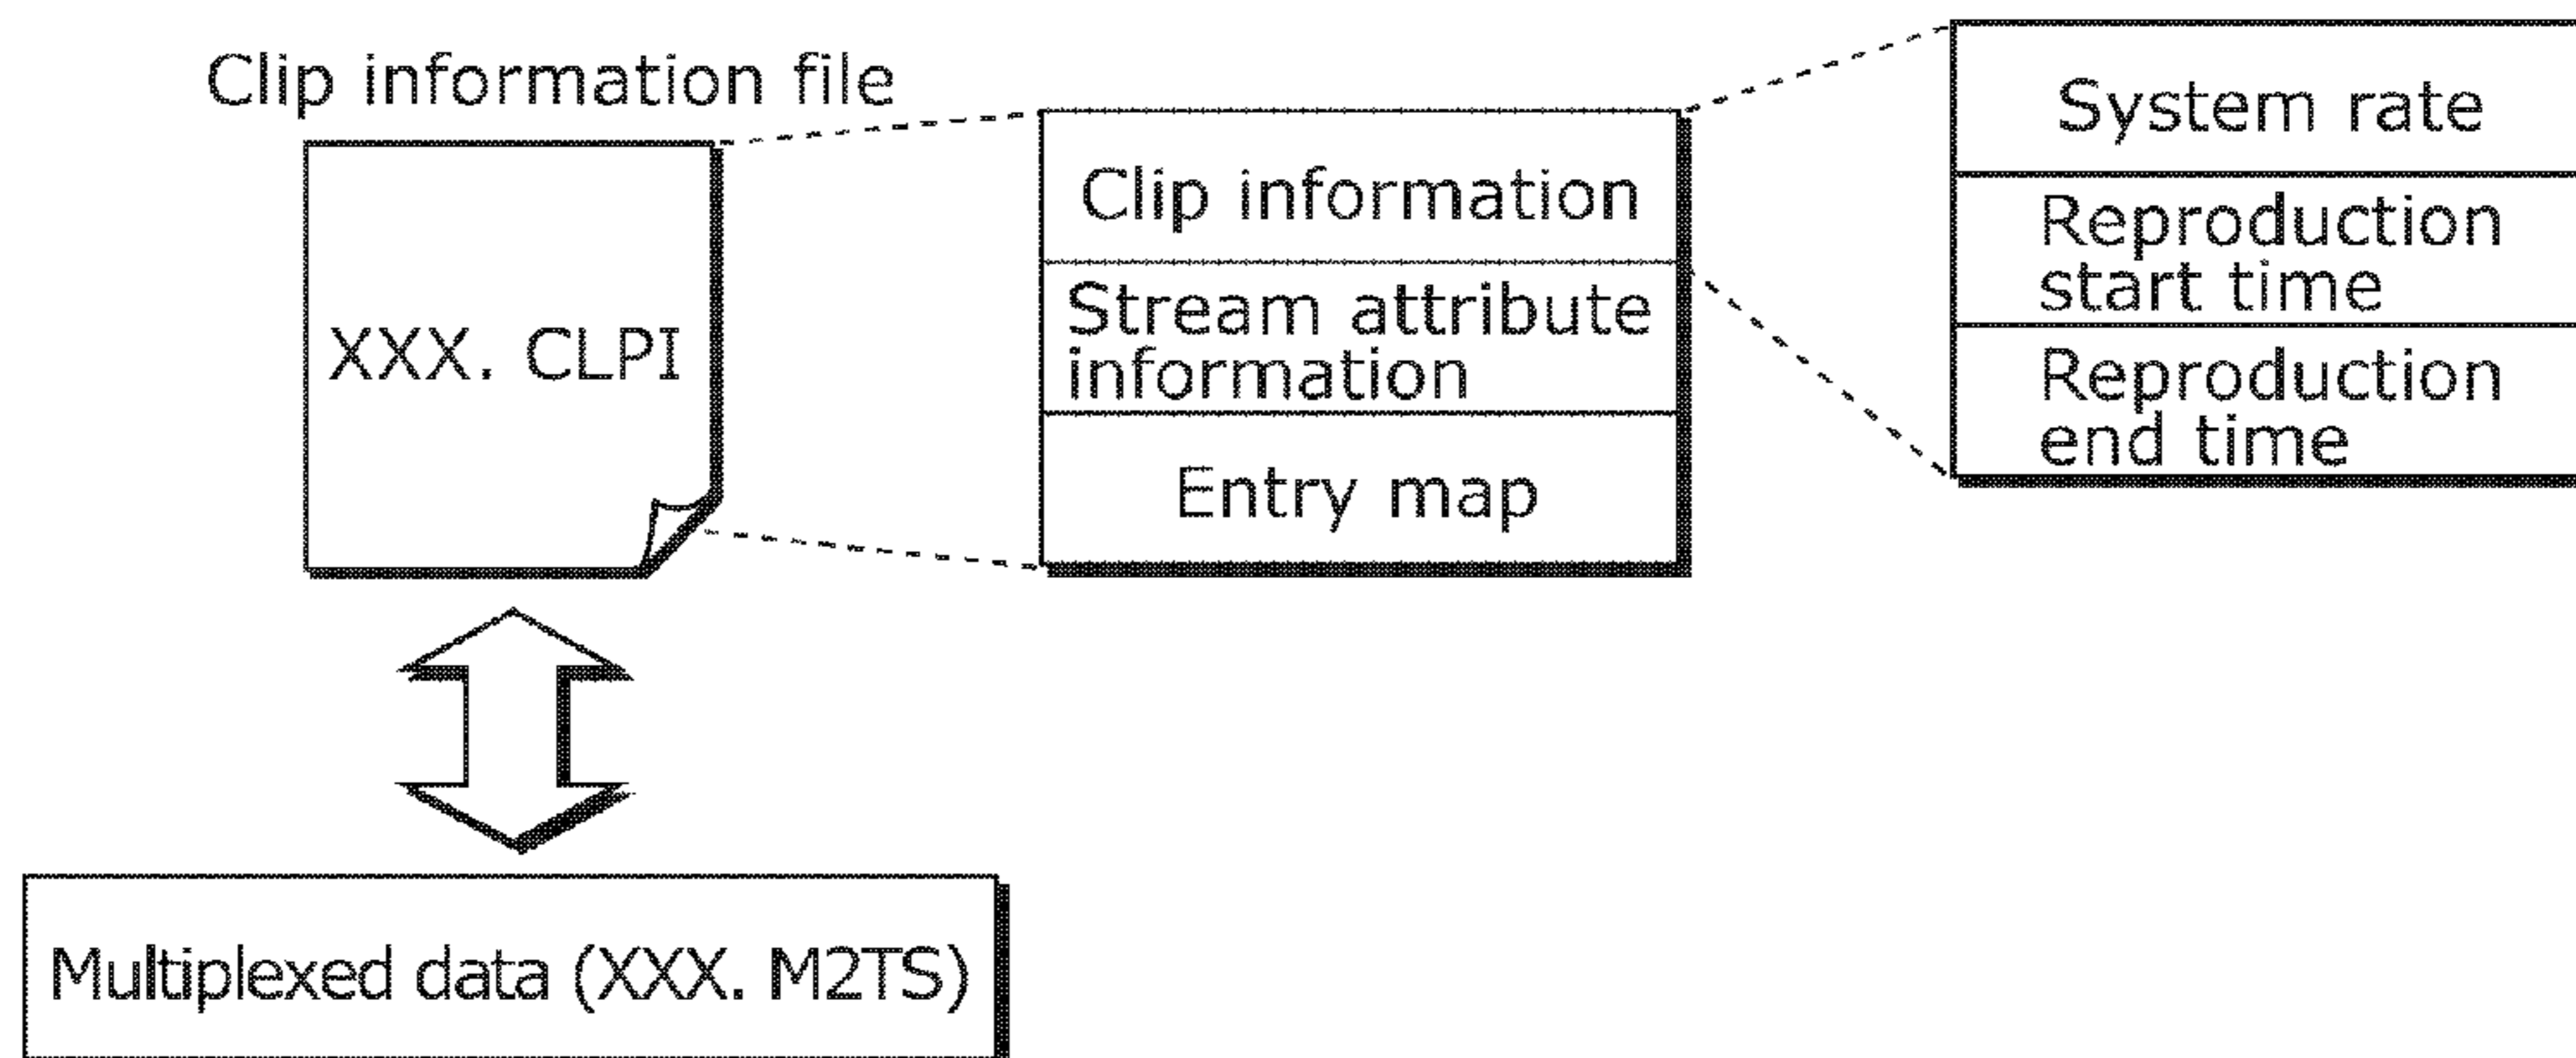 Clip information file
XXX. CLPI
Clip information
Stream attribute
information
Entry map
System rate
Reproduction
start time
Reproduction
end time
Multiplexed data (XXX. M2TS)